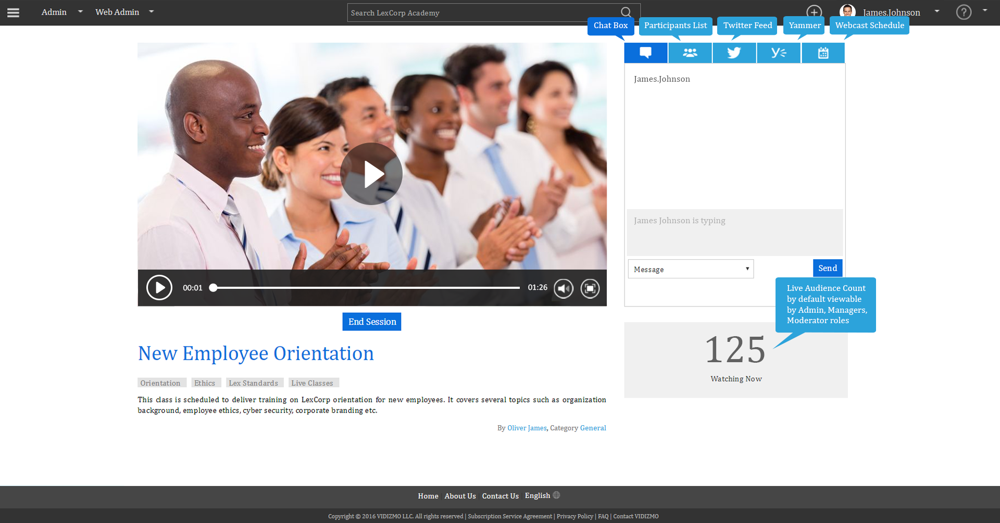 Admin
Web Admin
Search LexCorp Academy
James.Johnson
?
Chat Box
Participants List
Twitter Feed
Yammer
Webcast Schedule
James.Johnson
James Johnson is typing
Message
Send
Live Audience Count
by default viewable
by Admin, Managers,
Moderator roles
125
Watching Now
00:01
01:26
End Session
New Employee Orientation
Orientation
Ethics
Lex Standards
Live Classes
This class is scheduled to deliver training on LexCorp orientation for new employees. It covers several topics such as organization
background, employee ethics, cyber security, corporate branding etc.
By Oliver James, Category General
Home | About Us | Contact Us | English
Copyright © 2016 VIDIZMO LLC. All rights reserved | Subscription Service Agreement | Privacy Policy | FAQ | Contact VIDIZMO